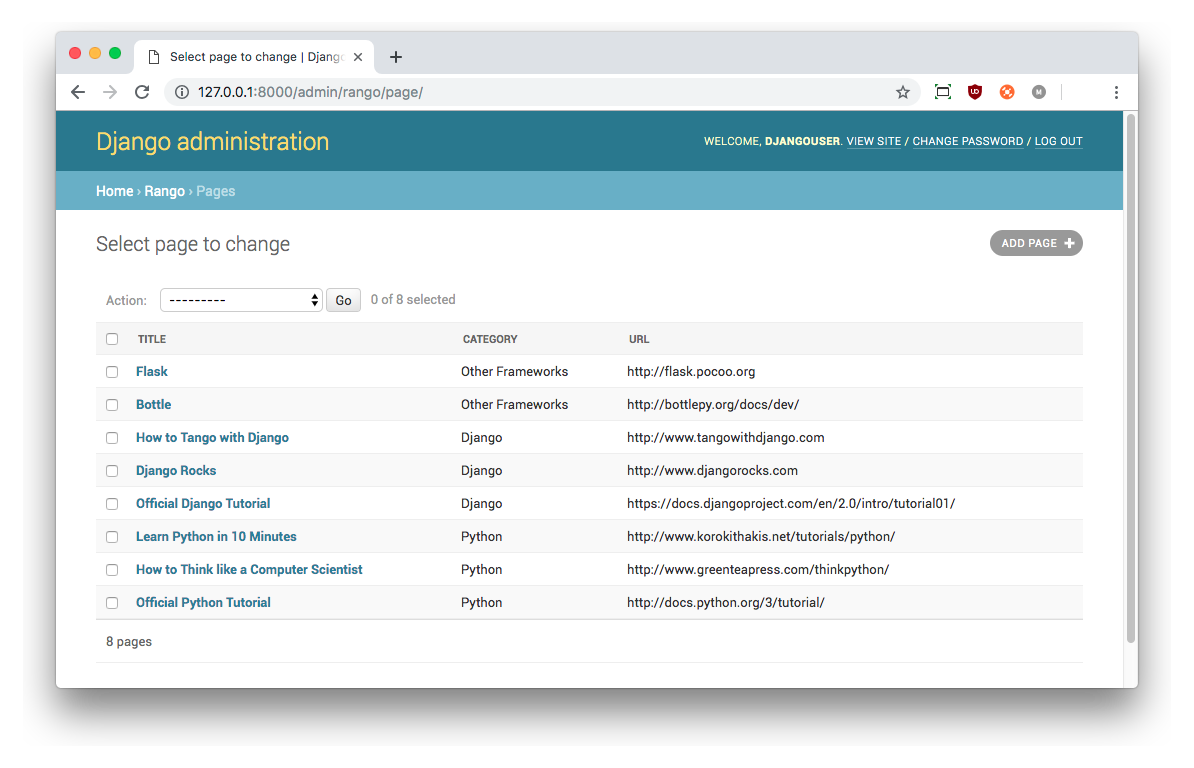 Select page to change | Django
127.0.0.1:8000/admin/rango/page/
UD
M
Django administration
WELCOME, DJANGOUSER. VIEW SITE / CHANGE PASSWORD / LOG OUT
Home › Rango › Pages
Select page to change
ADD PAGE +
Action: --------- Go 0 of 8 selected
TITLE CATEGORY URL
Flask Other Frameworks http://flask.pocoo.org
Bottle Other Frameworks http://bottlepy.org/docs/dev/
How to Tango with Django Django http://www.tangowithdjango.com
Django Rocks Django http://www.djangorocks.com
Official Django Tutorial Django https://docs.djangoproject.com/en/2.0/intro/tutorial01/
Learn Python in 10 Minutes Python http://www.korokithakis.net/tutorials/python/
How to Think like a Computer Scientist Python http://www.greenteapress.com/thinkpython/
Official Python Tutorial Python http://docs.python.org/3/tutorial/
8 pages